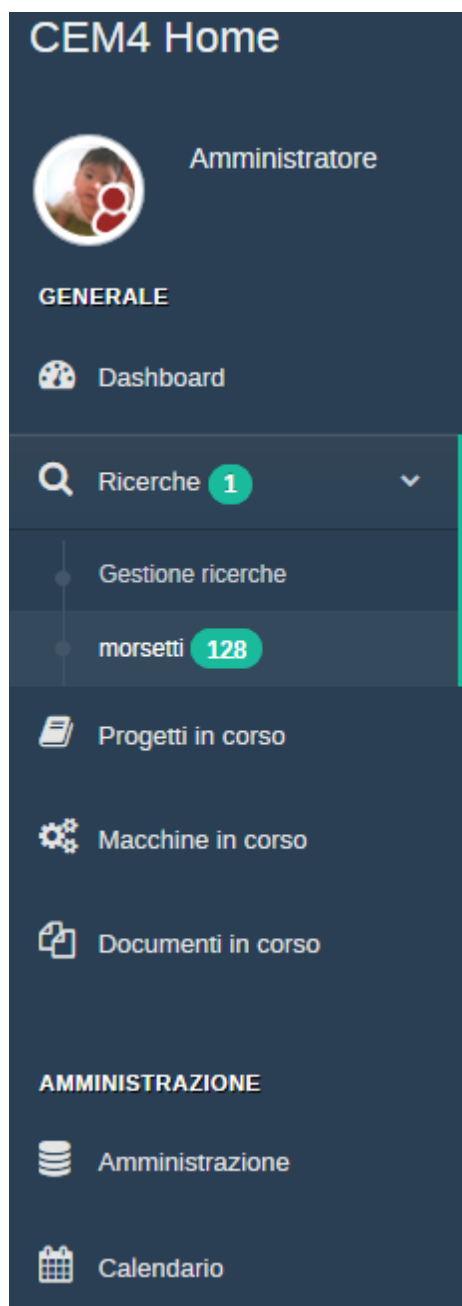 CEM4 Home
Amministratore
GENERALE
Dashboard
Ricerche 1
Gestione ricerche
morsetti 128
Progetti in corso
Macchine in corso
Documenti in corso
AMMINISTRAZIONE
Amministrazione
Calendario